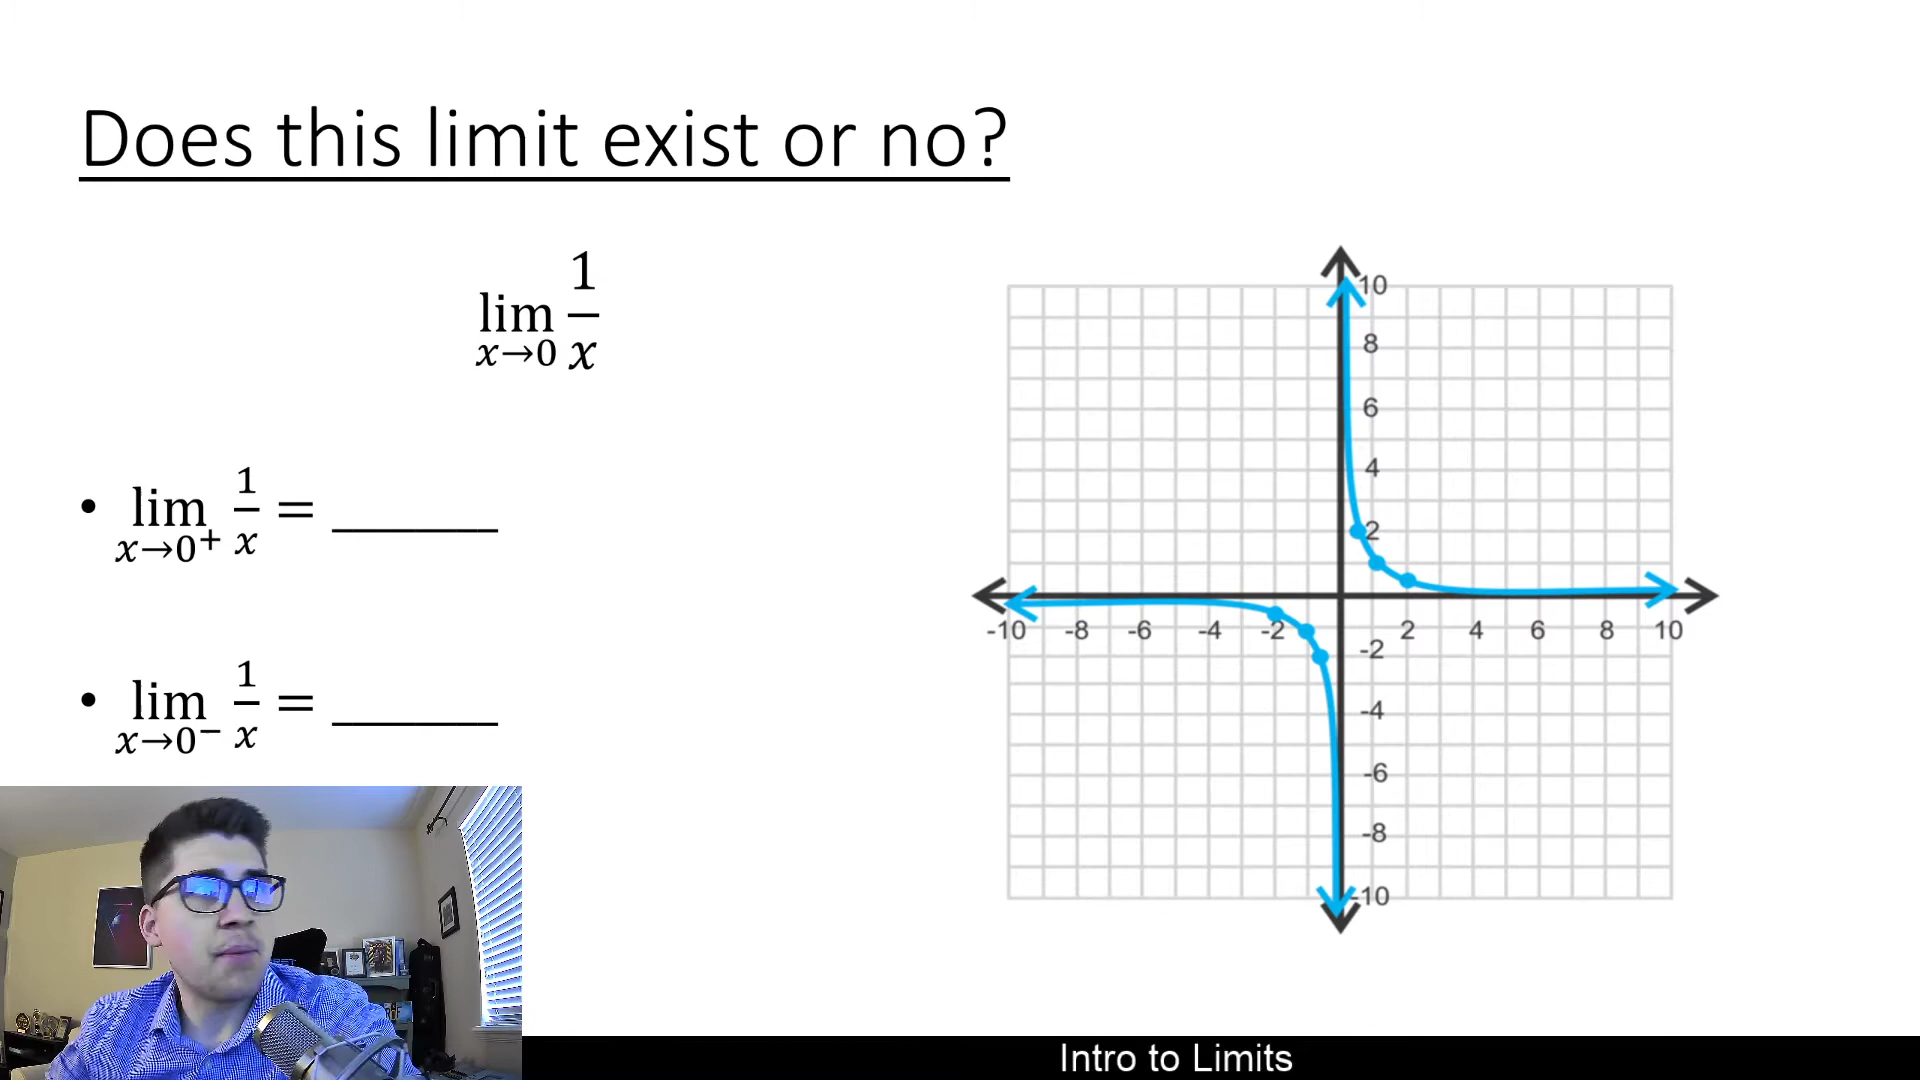 Does this limit exist or no?
lim x→0 1/x
• lim x→0⁺ 1/x = _______
• lim x→0⁻ 1/x = _______
10
8
6
4
2
-10 -8 -6 -4 -2 2 4 6 8 10
-2
-4
-6
-8
-10
Intro to Limits